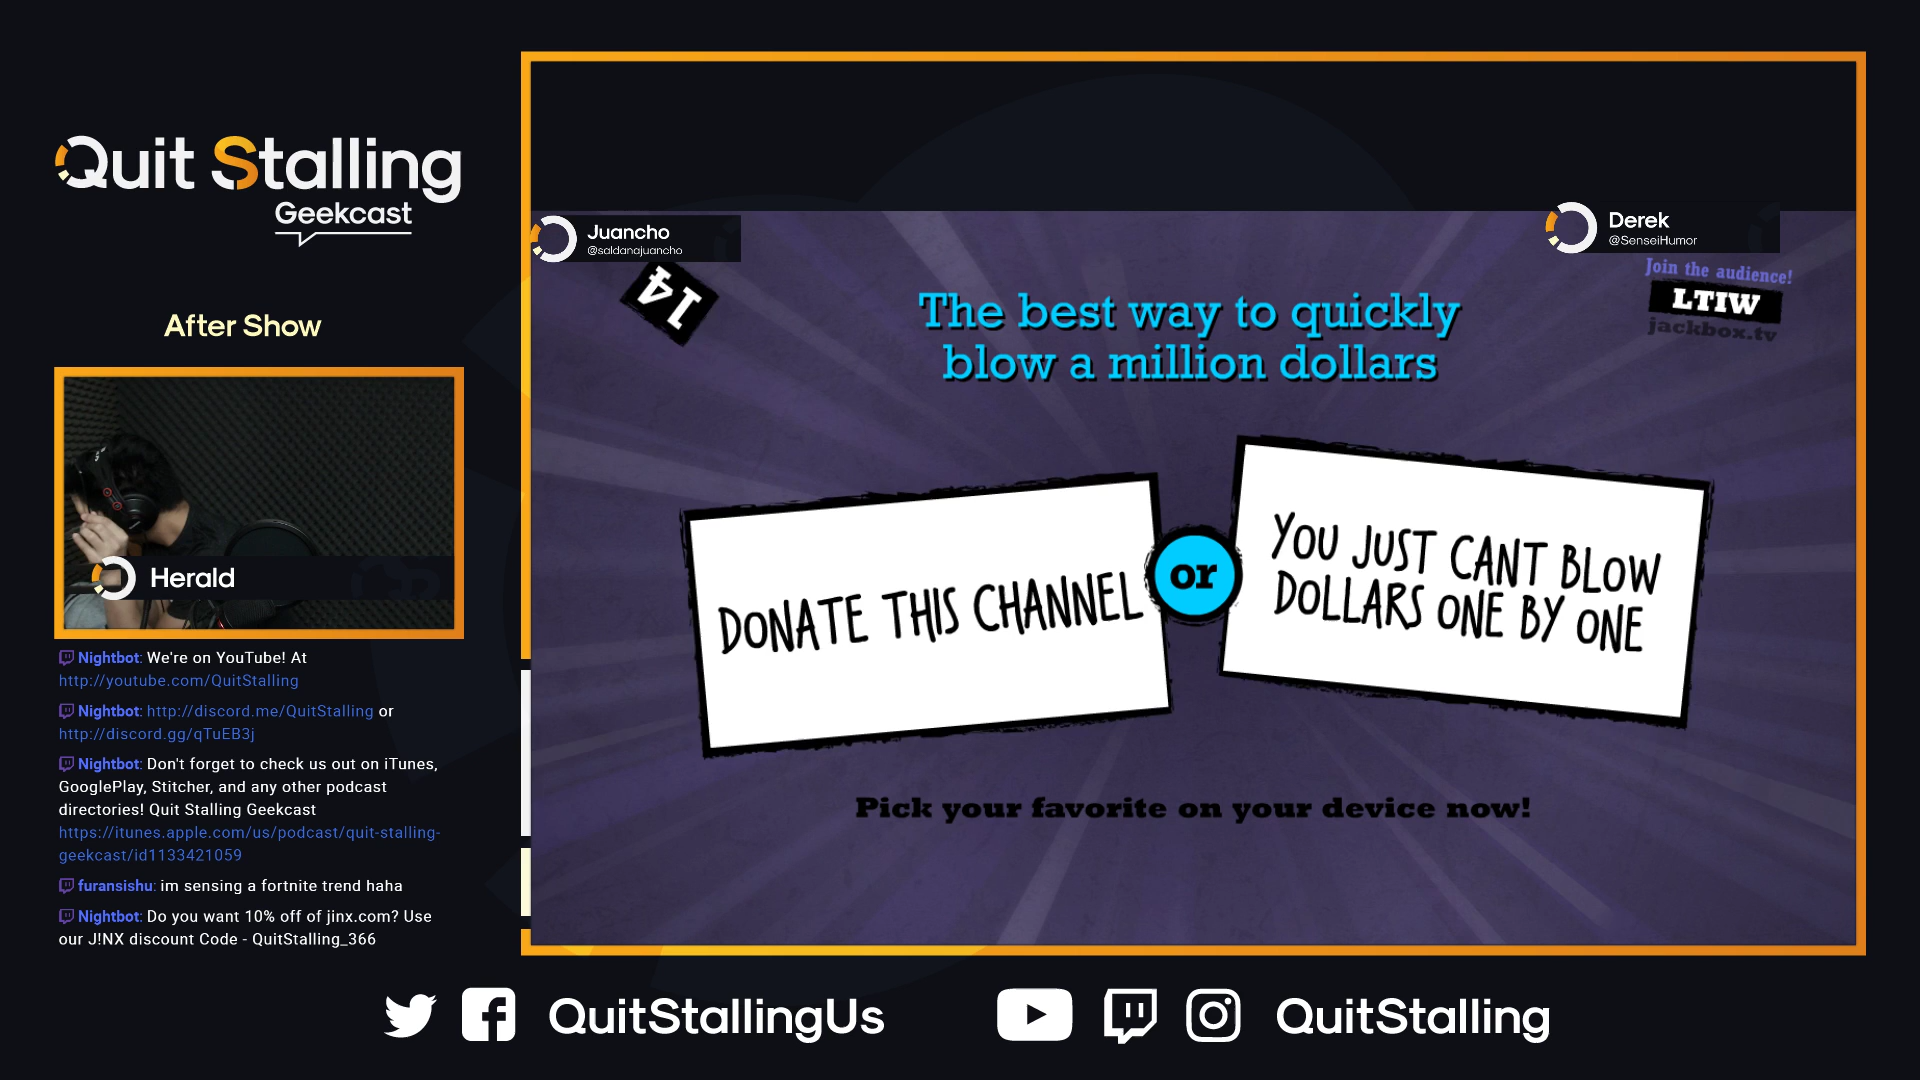 Quit Stalling
Geekcast
After Show
Herald
Nightbot: We're on YouTube! At
http://youtube.com/QuitStalling
Nightbot: http://discord.me/QuitStalling or
http://discord.gg/qTuEB3j
Nightbot: Don't forget to check us out on iTunes,
GooglePlay, Stitcher, and any other podcast
directories! Quit Stalling Geekcast
https://itunes.apple.com/us/podcast/quit-stalling-
geekcast/id1133421059
furansishu: im sensing a fortnite trend haha
Nightbot: Do you want 10% off of jinx.com? Use
our J!NX discount Code - QuitStalling_366
Juancho
@saldanajuancho
Derek
@SenseiHumor
14
Join the audience!
LTIW
jackbox.tv
The best way to quickly
blow a million dollars
DONATE THIS CHANNEL
or
YOU JUST CANT BLOW
DOLLARS ONE BY ONE
Pick your favorite on your device now!
QuitStallingUs
QuitStalling